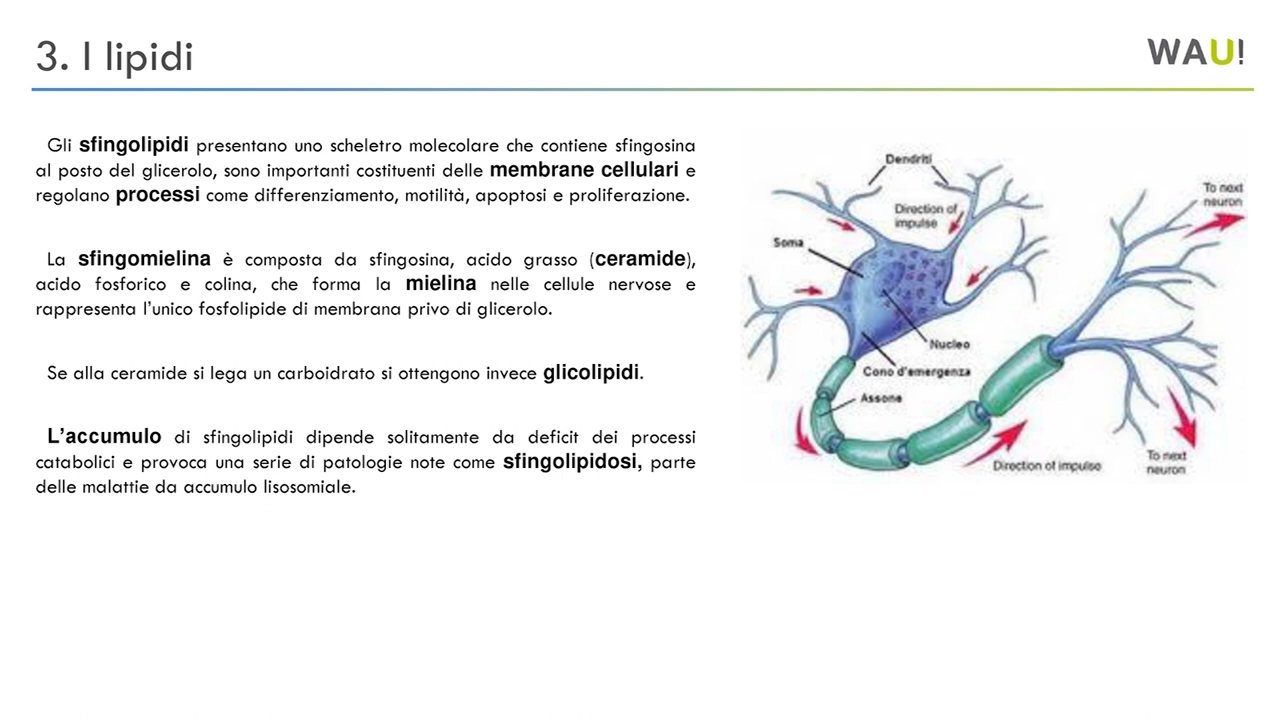 3. I lipidi
WAU!
Gli sfingolipidi presentano uno scheletro molecolare che contiene sfingosina
al posto del glicerolo, sono importanti costituenti delle membrane cellulari e
regolano processi come differenziamento, motilità, apoptosi e proliferazione.
La sfingomielina è composta da sfingosina, acido grasso (ceramide),
acido fosforico e colina, che forma la mielina nelle cellule nervose e
rappresenta l'unico fosfolipide di membrana privo di glicerolo.
Se alla ceramide si lega un carboidrato si ottengono invece glicolipidi.
L'accumulo di sfingolipidi dipende solitamente da deficit dei processi
catabolici e provoca una serie di patologie note come sfingolipidosi, parte
delle malattie da accumulo lisosomiale.
Dendriti
Direction of
impulse
To next
neuron
Soma
Nucleo
Cono d'emergenza
Assone
Direction of impulse
To next
neuron